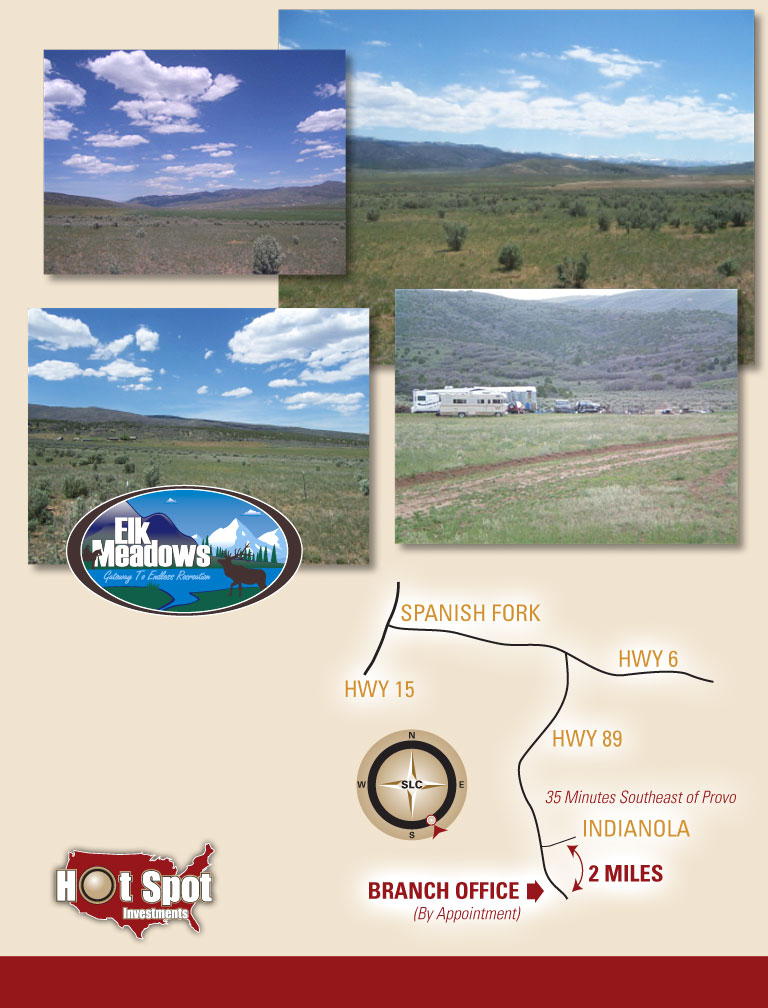 Elk
Meadows
Gateway To Endless Recreation
SPANISH FORK
HWY 6
HWY 15
HWY 89
N
W
SLC
E
S
35 Minutes Southeast of Provo
INDIANOLA
2 MILES
BRANCH OFFICE
(By Appointment)
Hot Spot
Investments